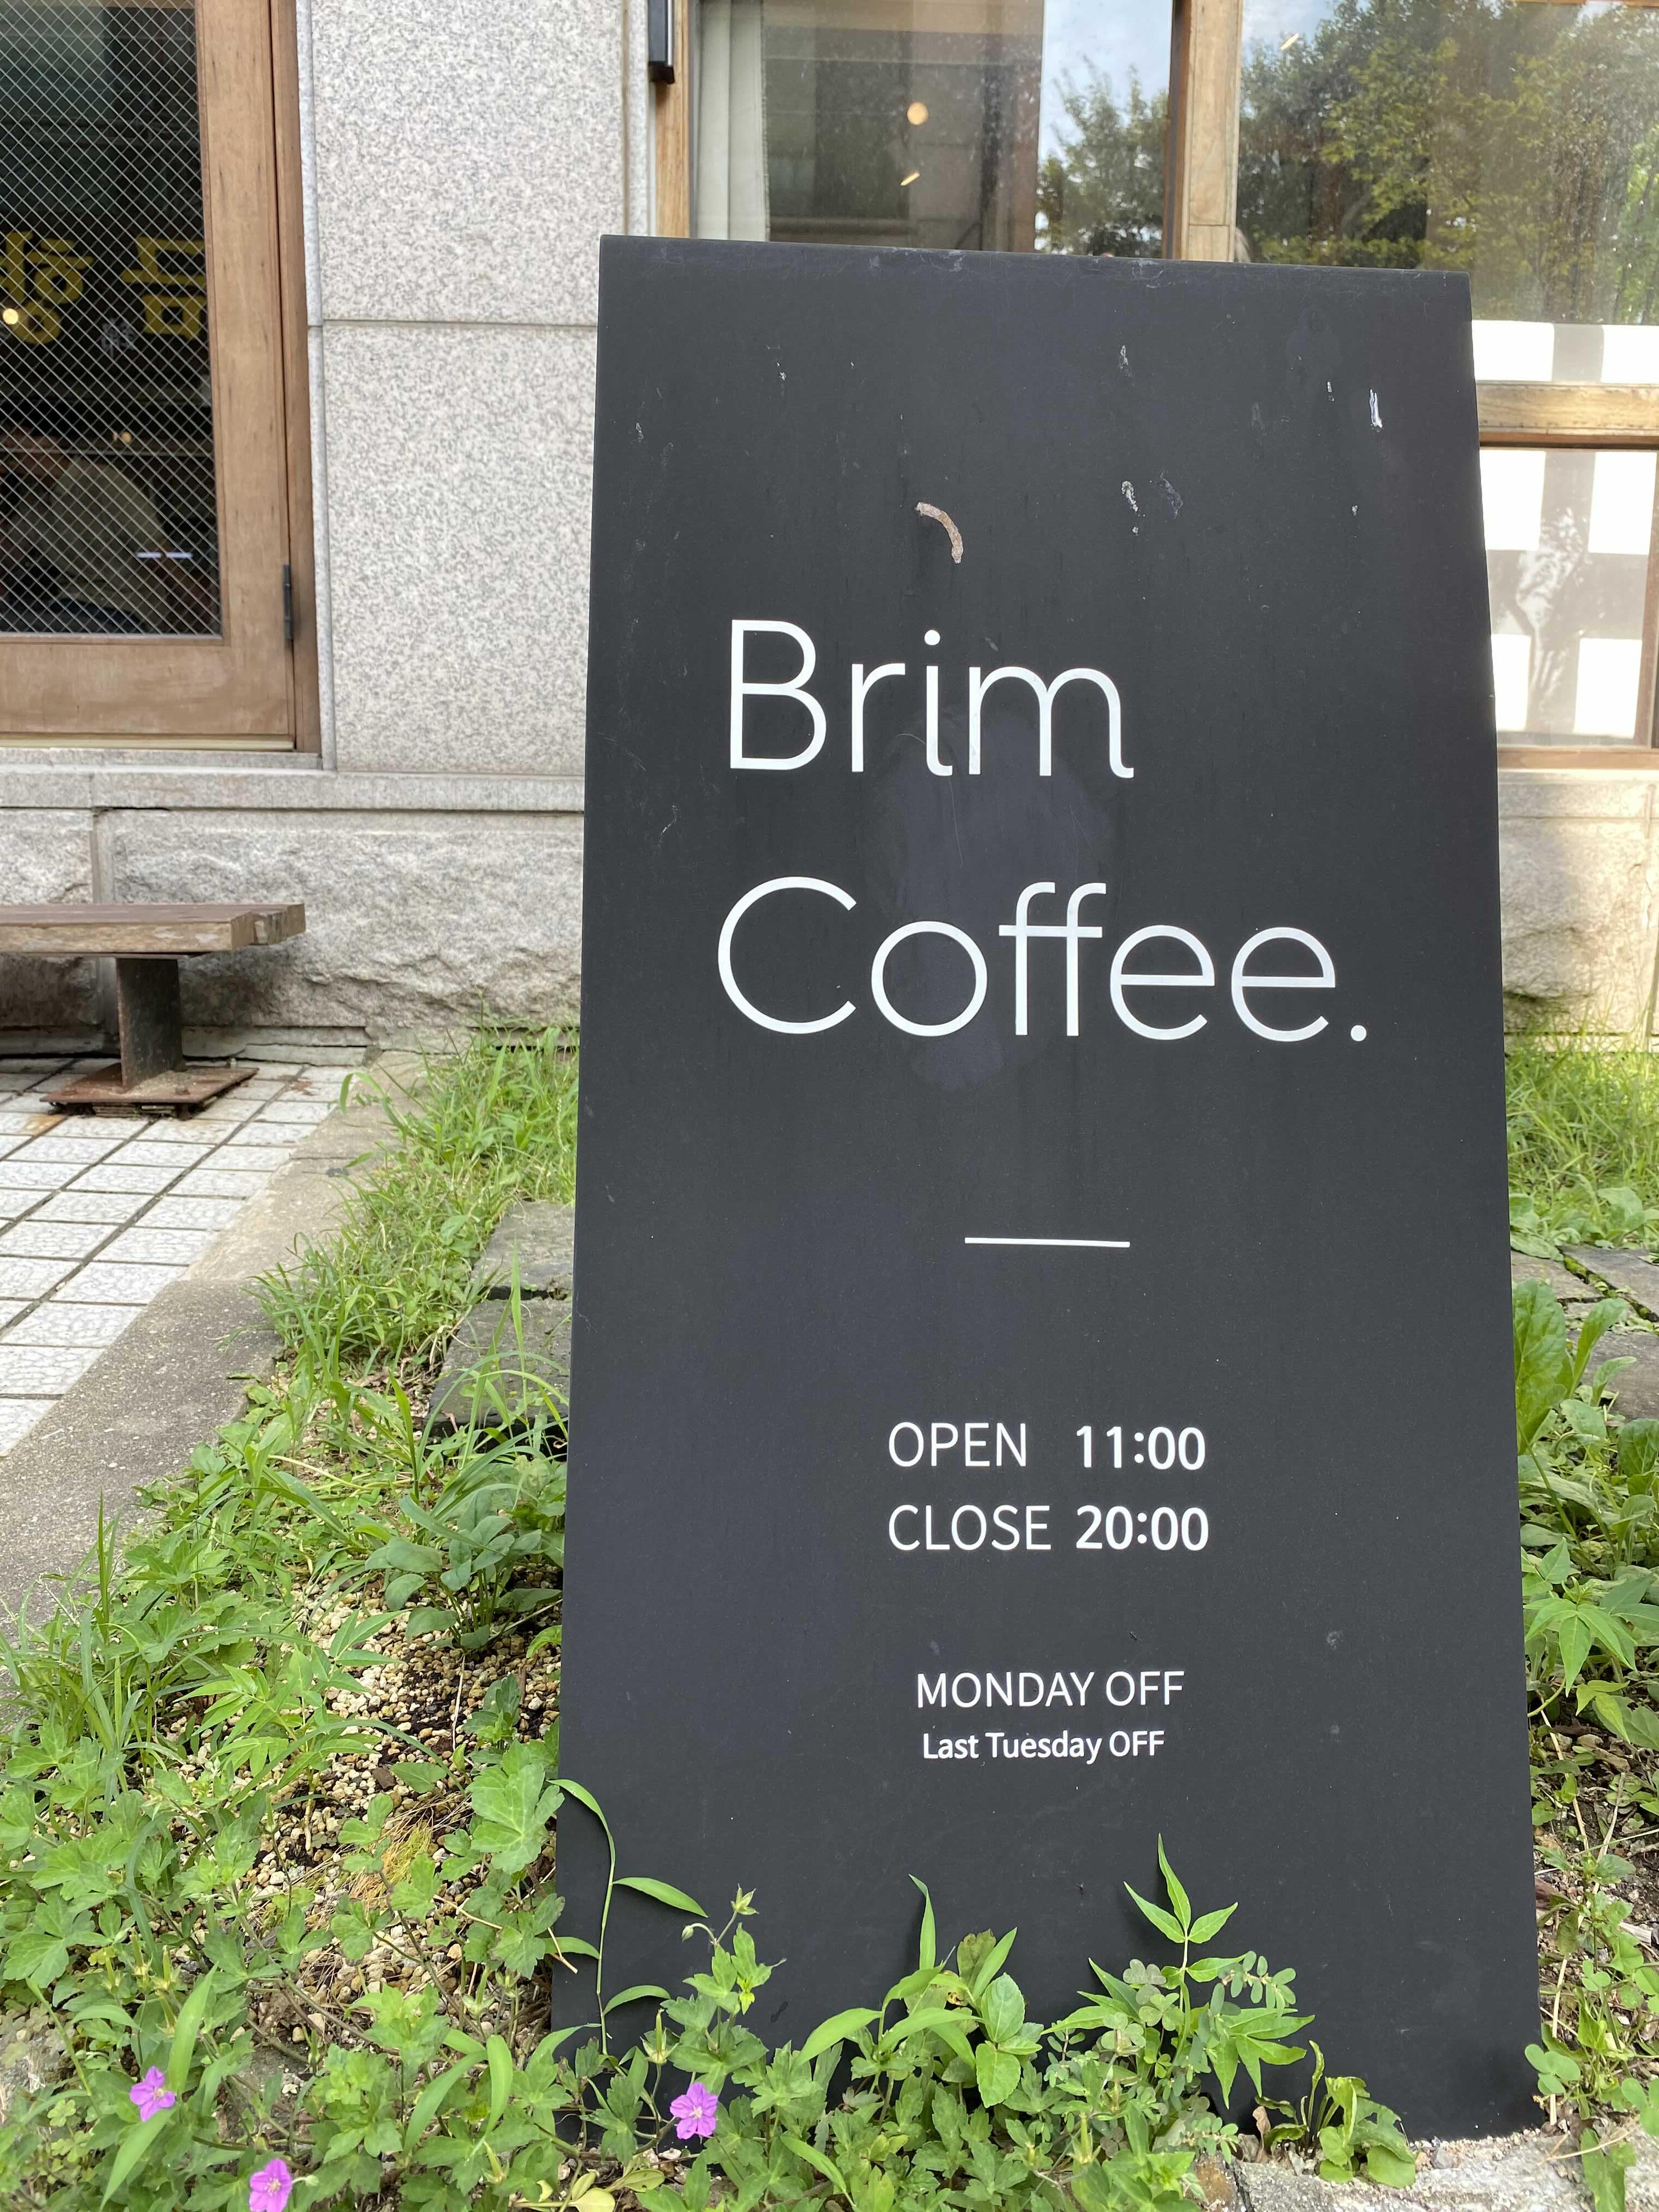 Brim
Coffee.
OPEN 11:00
CLOSE 20:00
MONDAY OFF
Last Tuesday OFF